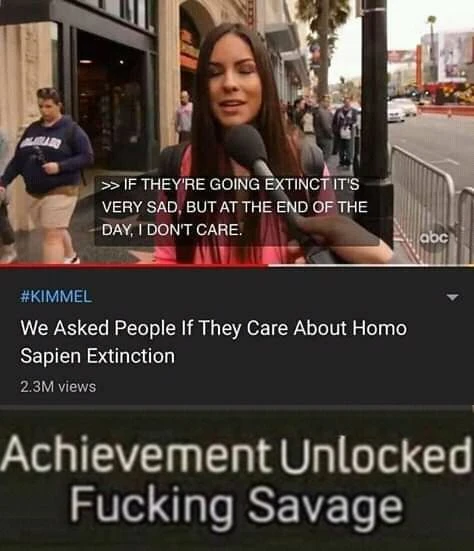 >> IF THEY'RE GOING EXTINCT IT'S
VERY SAD, BUT AT THE END OF THE
DAY, I DON'T CARE.
abc
#KIMMEL
We Asked People If They Care About Homo
Sapien Extinction
2.3M views
Achievement Unlocked
Fucking Savage